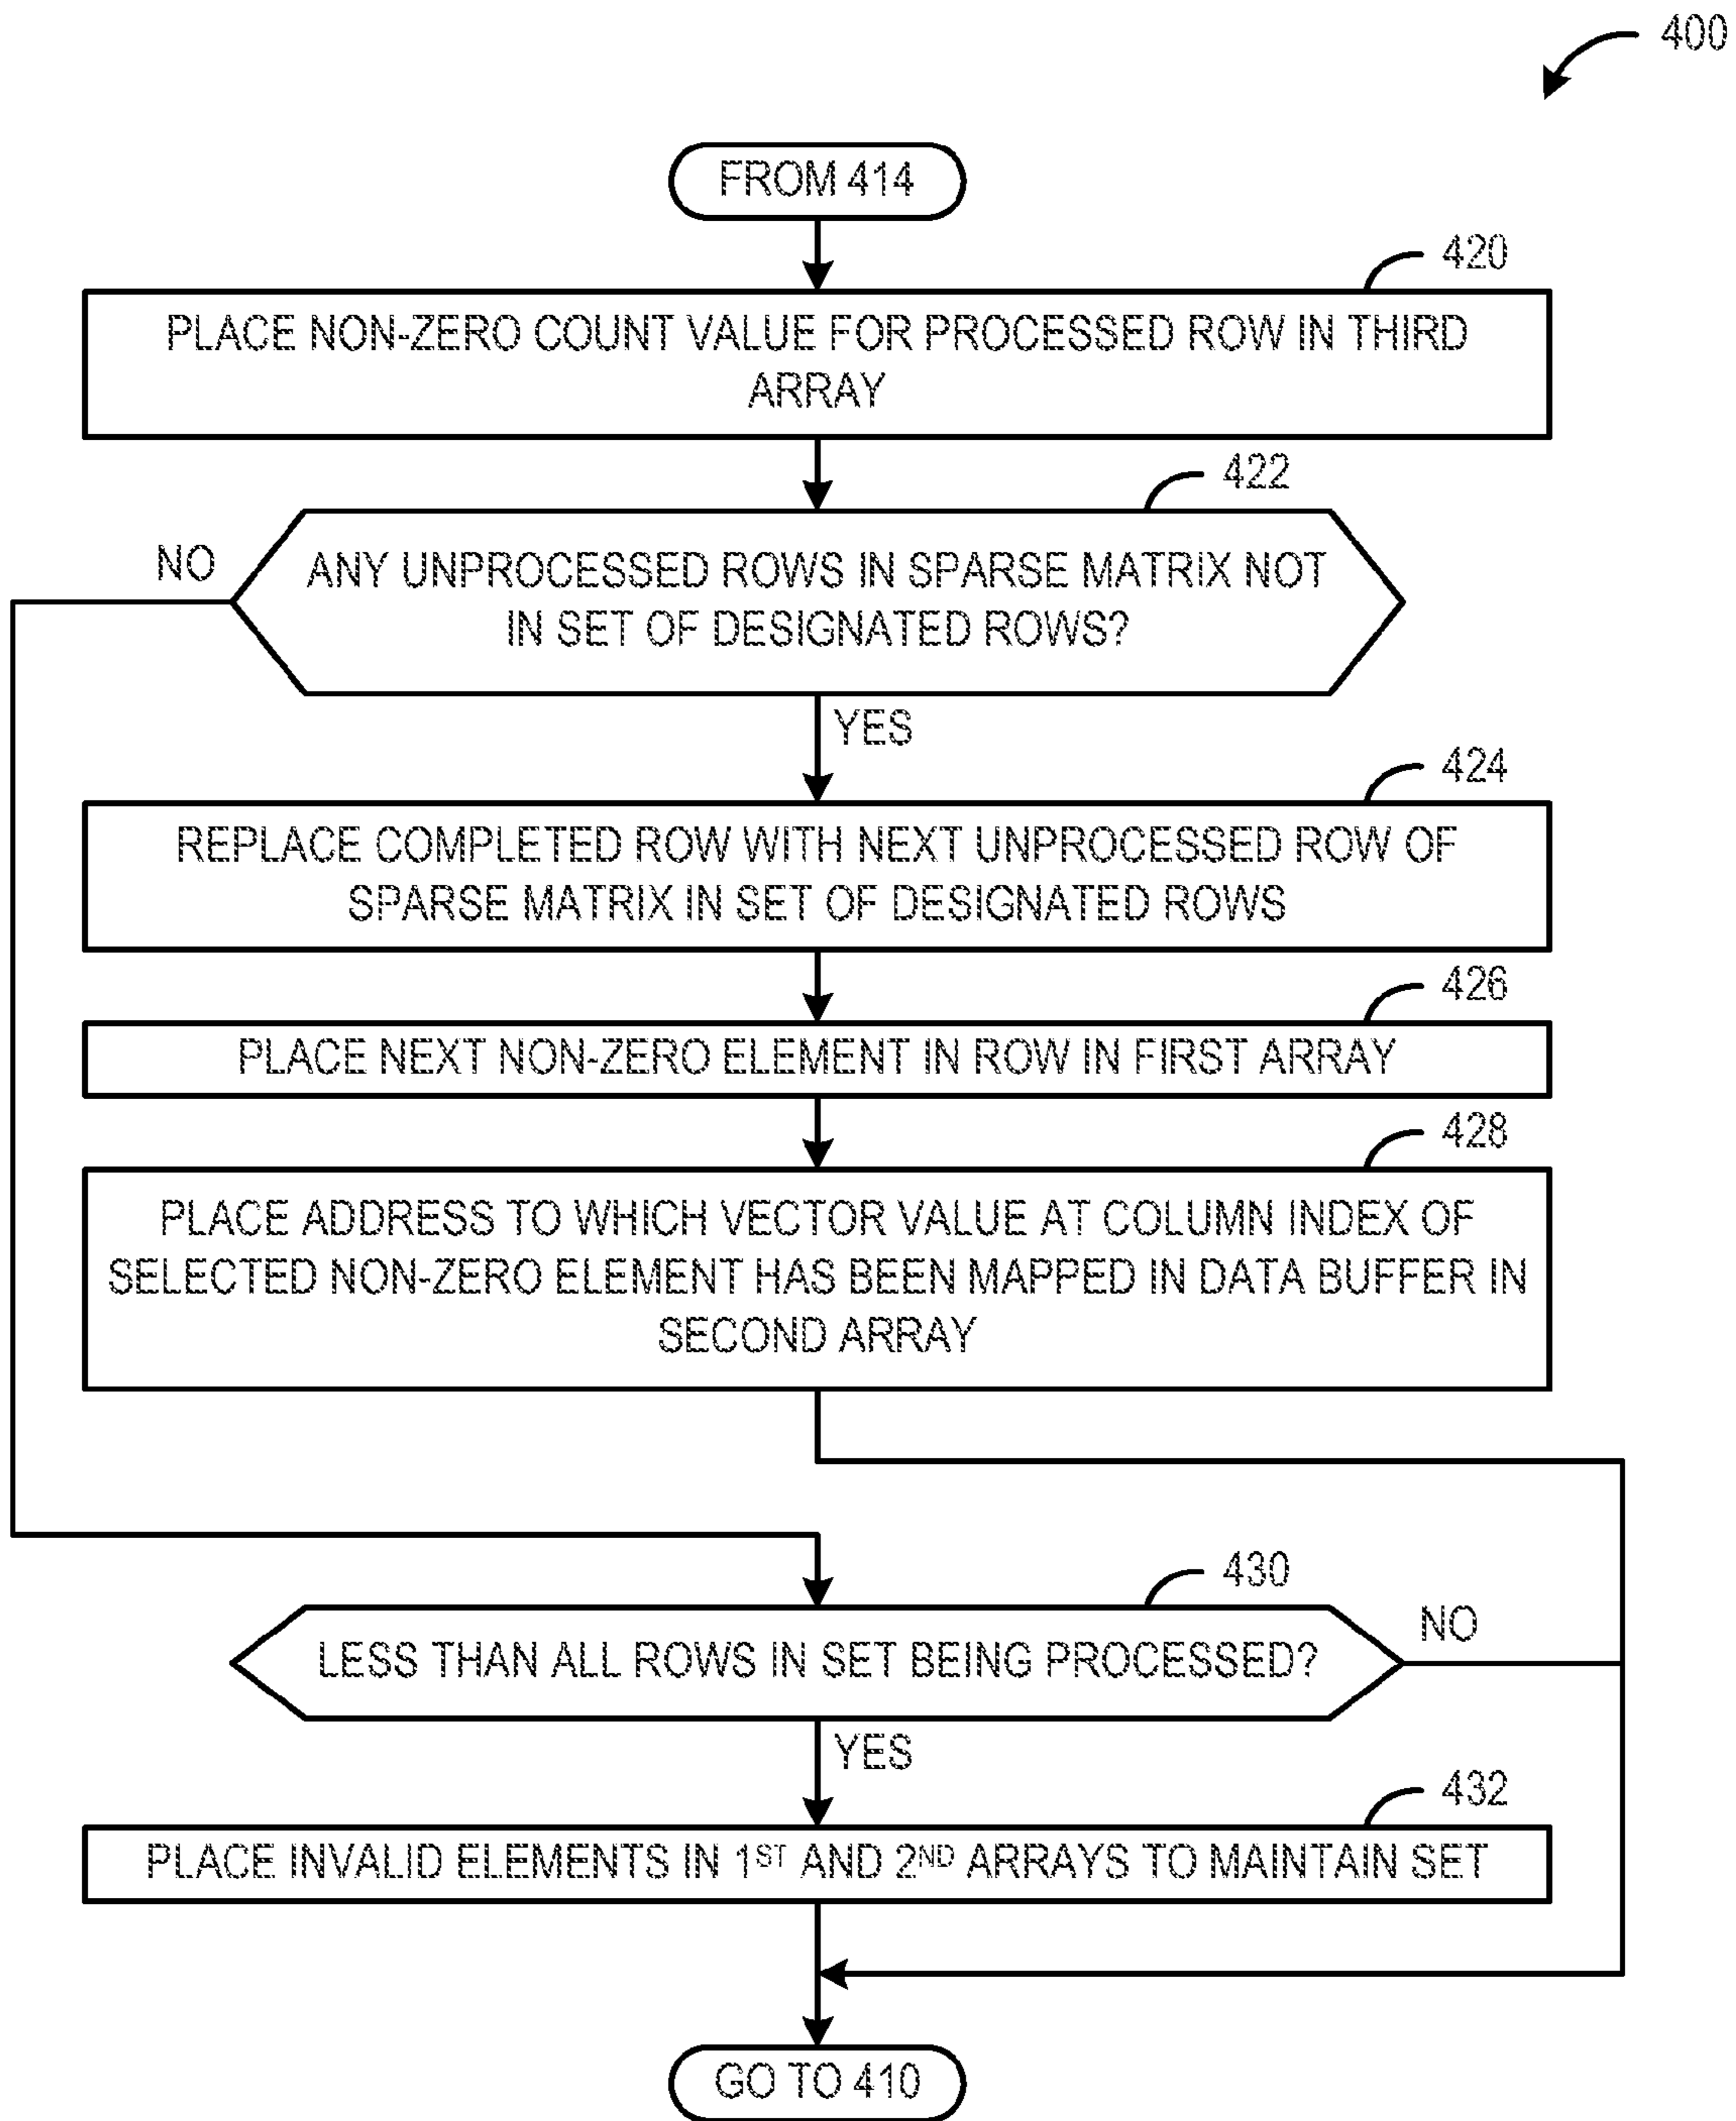 400
FROM 414
420
PLACE NON-ZERO COUNT VALUE FOR PROCESSED ROW IN THIRD
ARRAY
422
NO
ANY UNPROCESSED ROWS IN SPARSE MATRIX NOT
IN SET OF DESIGNATED ROWS?
YES
424
REPLACE COMPLETED ROW WITH NEXT UNPROCESSED ROW OF
SPARSE MATRIX IN SET OF DESIGNATED ROWS
426
PLACE NEXT NON-ZERO ELEMENT IN ROW IN FIRST ARRAY
428
PLACE ADDRESS TO WHICH VECTOR VALUE AT COLUMN INDEX OF
SELECTED NON-ZERO ELEMENT HAS BEEN MAPPED IN DATA BUFFER IN
SECOND ARRAY
430
NO
LESS THAN ALL ROWS IN SET BEING PROCESSED?
YES
432
PLACE INVALID ELEMENTS IN 1ST AND 2ND ARRAYS TO MAINTAIN SET
GO TO 410